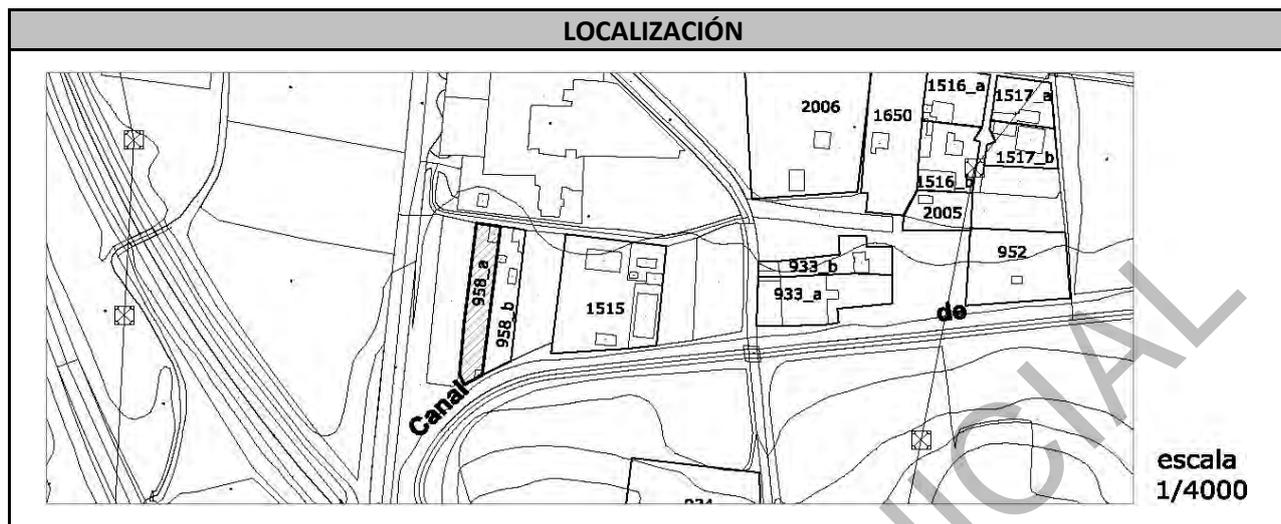 LOCALIZACIÓN
1516_a
1517_a
2006
1650
1517_b
1516_b
2005
952
933_b
933_a
958_a
958_b
1515
de
Canal
escala
1/4000